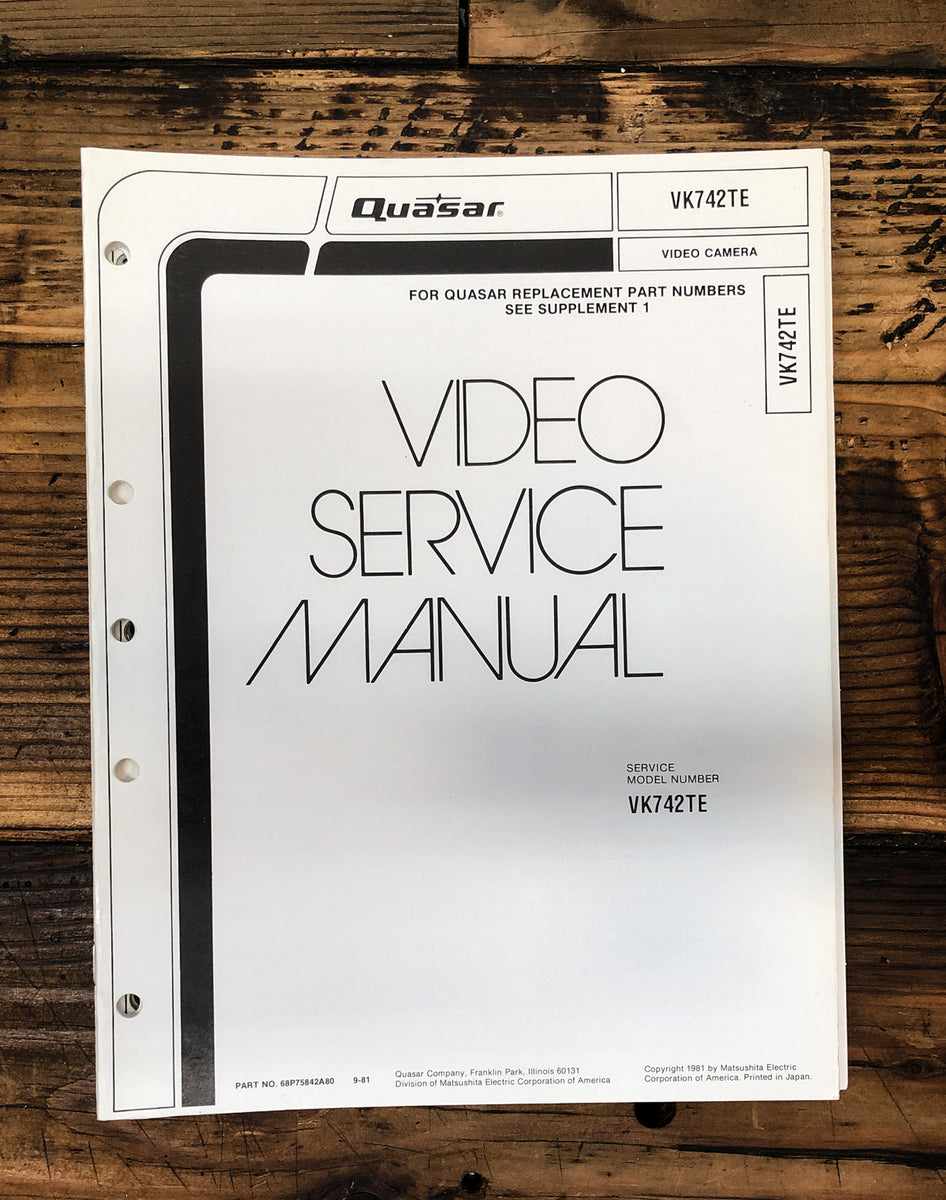 Quasar®
VK742TE
VIDEO CAMERA
FOR QUASAR REPLACEMENT PART NUMBERS
SEE SUPPLEMENT 1
VK742TE
VIDEO
SERVICE
MANUAL
SERVICE
MODEL NUMBER
VK742TE
PART NO. 68P75842A80 9-81
Quasar Company, Franklin Park, Illinois 60131
Division of Matsushita Electric Corporation of America
Copyright 1981 by Matsushita Electric
Corporation of America. Printed in Japan.